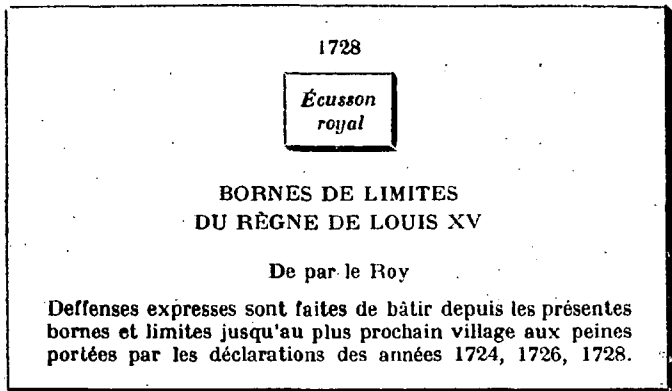 1728
Écusson
royal
BORNES DE LIMITES
DU RÈGNE DE LOUIS XV
De par le Roy
Deffenses expresses sont faites de bâtir depuis les présentes
bornes et limites jusqu'au plus prochain village aux peines
portées par les déclarations des années 1724, 1726, 1728.